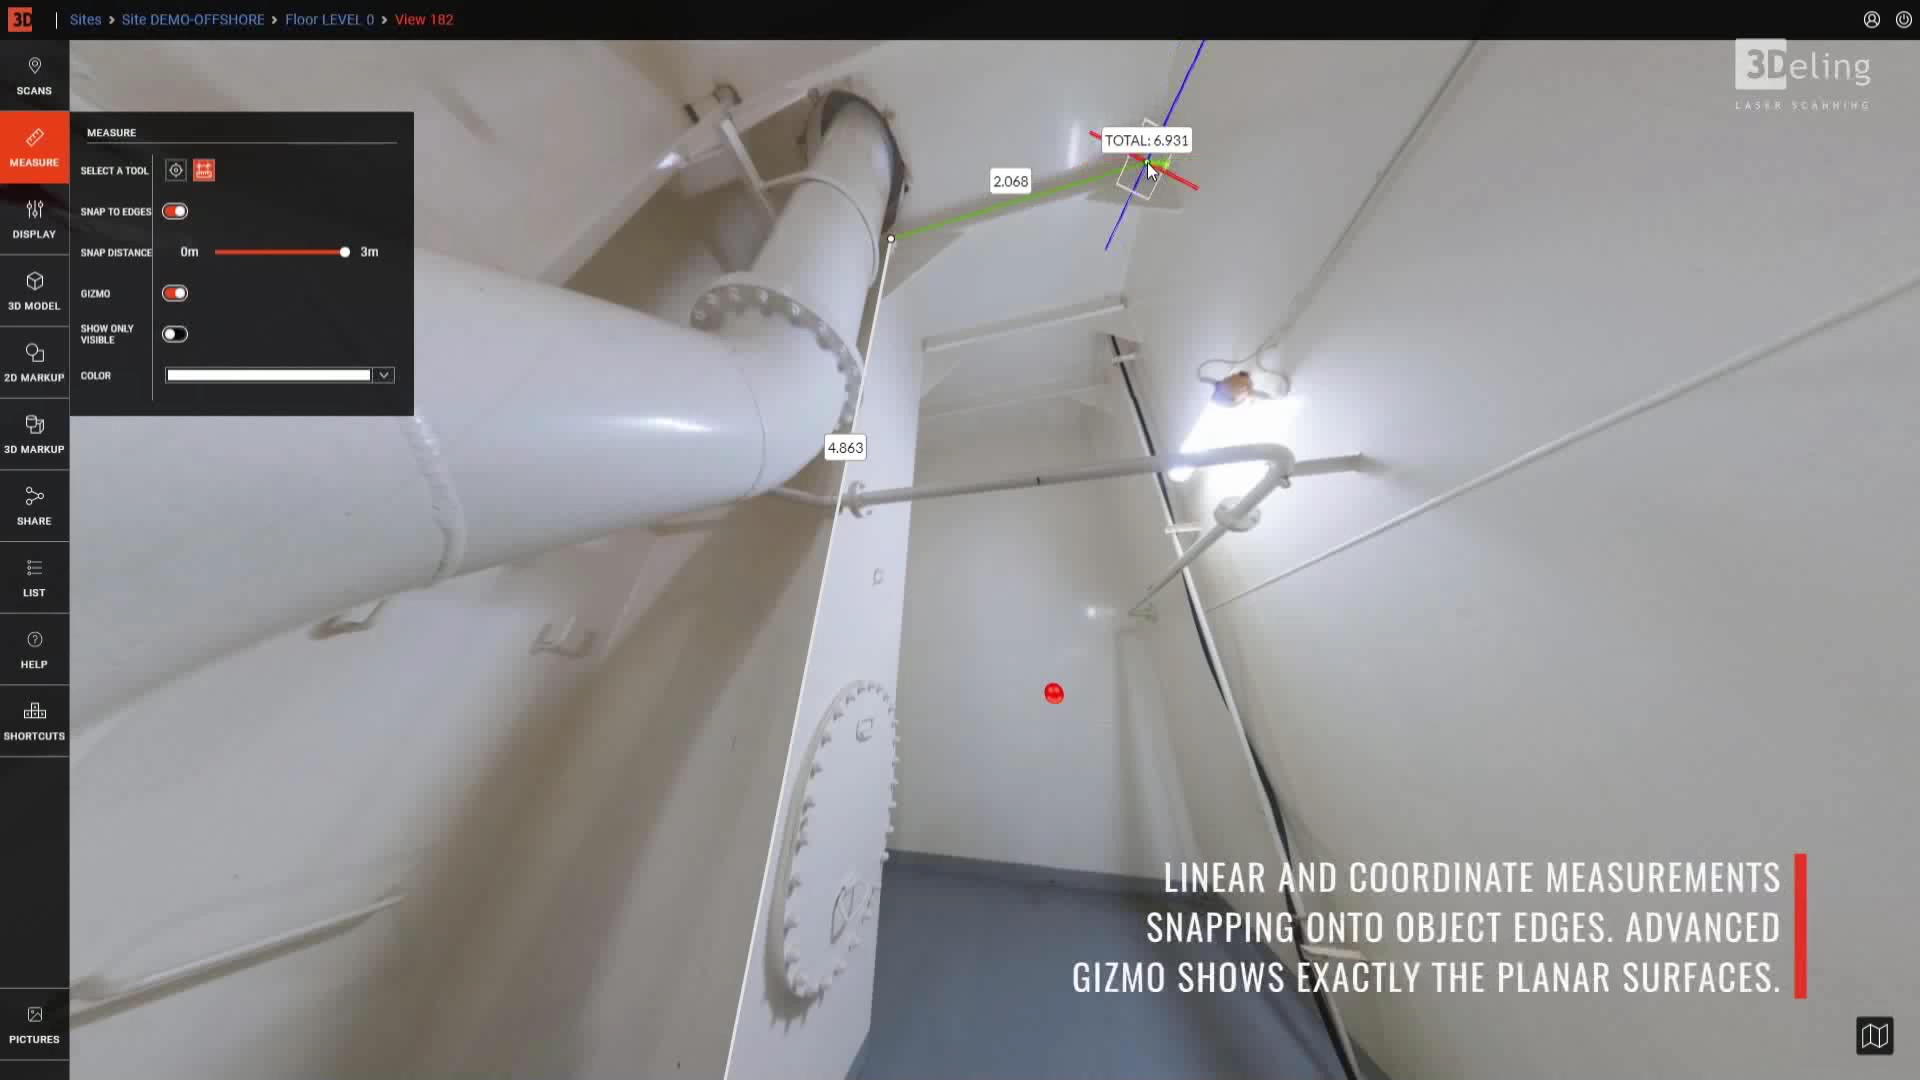 3D
Sites > Site DEMO-OFFSHORE > Floor LEVEL 0 > View 182
3Deling
LASER SCANNING
SCANS
MEASURE
DISPLAY
3D MODEL
2D MARKUP
3D MARKUP
SHARE
LIST
HELP
SHORTCUTS
PICTURES
MEASURE
SELECT A TOOL
SNAP TO EDGES
SNAP DISTANCE 0m 3m
GIZMO
SHOW ONLY
VISIBLE
COLOR
TOTAL: 6.931
2.068
4.863
LINEAR AND COORDINATE MEASUREMENTS
SNAPPING ONTO OBJECT EDGES. ADVANCED
GIZMO SHOWS EXACTLY THE PLANAR SURFACES.